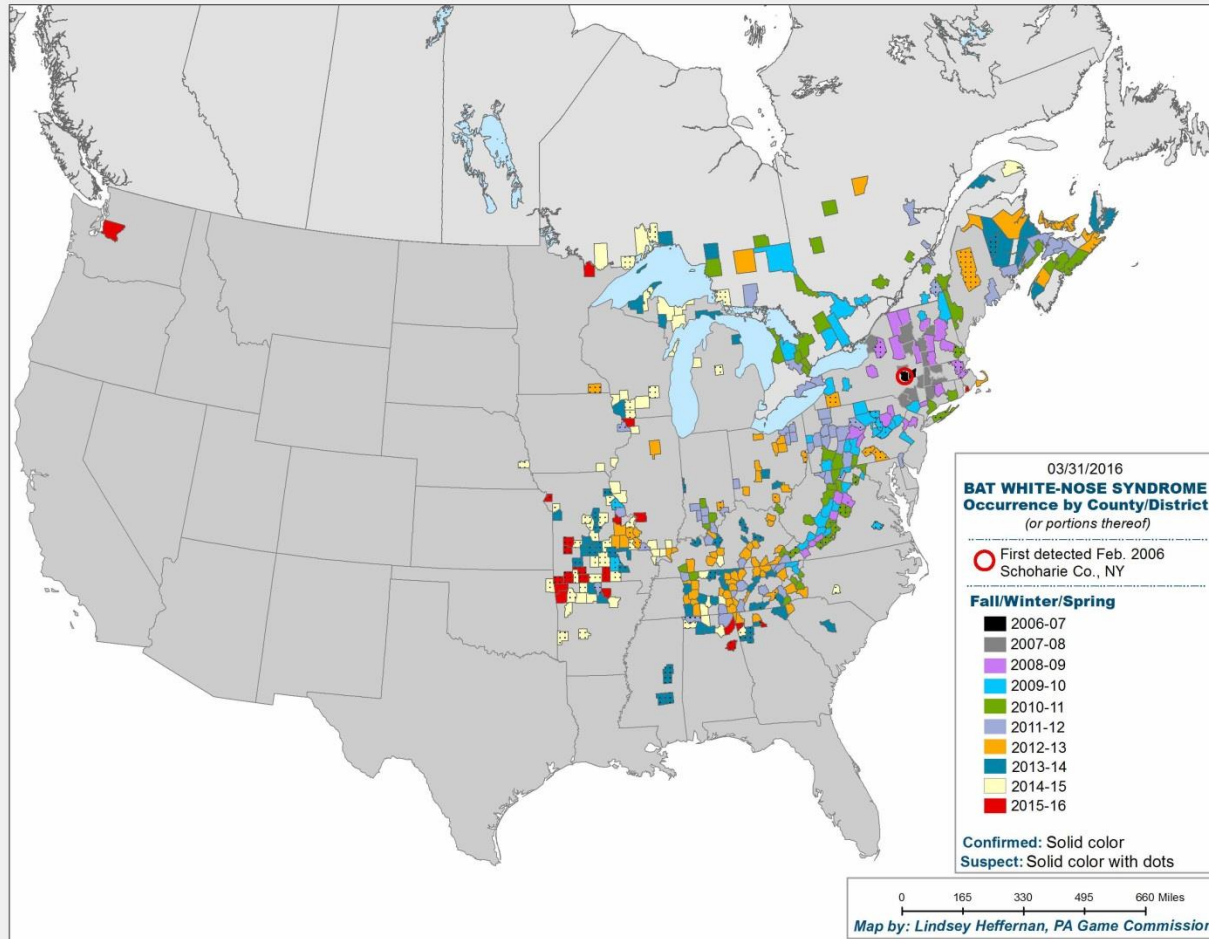 03/31/2016
BAT WHITE-NOSE SYNDROME
Occurrence by County/District
(or portions thereof)
First detected Feb. 2006
Schoharie Co., NY
Fall/Winter/Spring
2006-07
2007-08
2008-09
2009-10
2010-11
2011-12
2012-13
2013-14
2014-15
2015-16
Confirmed: Solid color
Suspect: Solid color with dots
0 165 330 495 660 Miles
Map by: Lindsey Heffernan, PA Game Commission